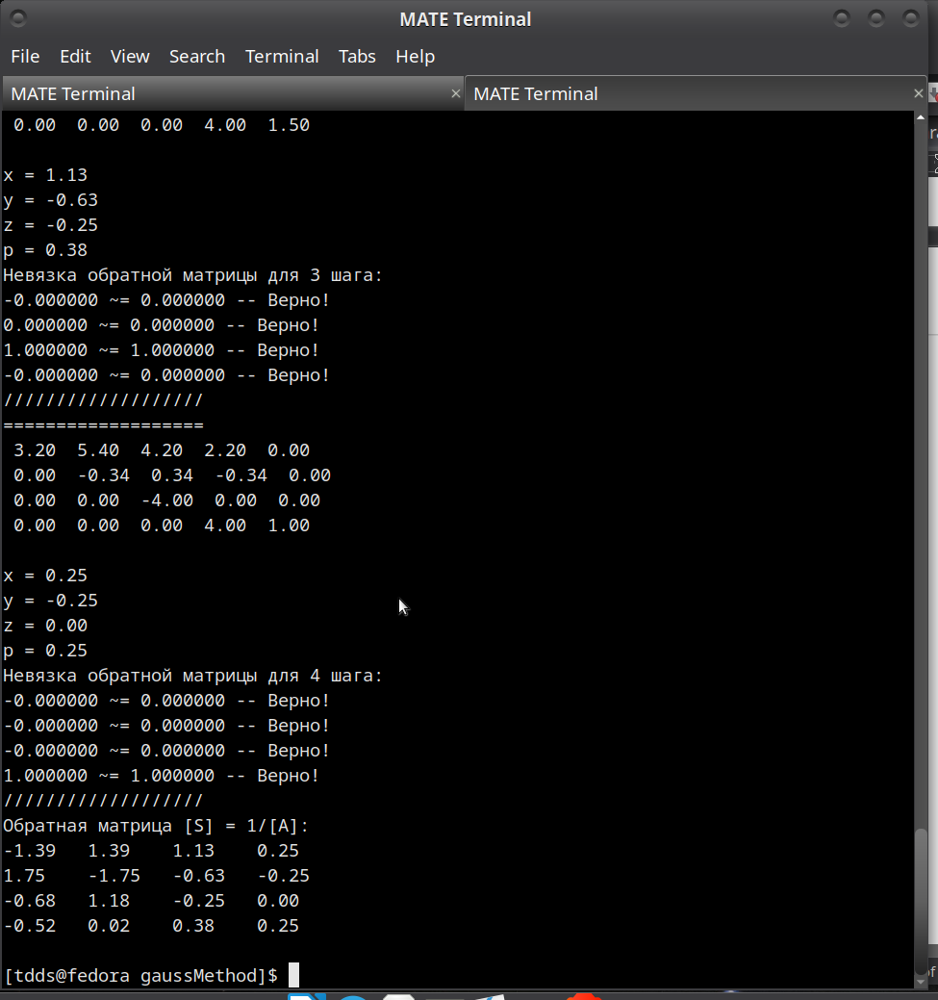 MATE Terminal
File Edit View Search Terminal Tabs Help
MATE Terminal × MATE Terminal ×
0.00 0.00 0.00 4.00 1.50
x = 1.13
y = -0.63
z = -0.25
p = 0.38
Невязка обратной матрицы для 3 шага:
-0.000000 ~= 0.000000 -- Верно!
0.000000 ~= 0.000000 -- Верно!
1.000000 ~= 1.000000 -- Верно!
-0.000000 ~= 0.000000 -- Верно!
///////////////////
===================
3.20 5.40 4.20 2.20 0.00
0.00 -0.34 0.34 -0.34 0.00
0.00 0.00 -4.00 0.00 0.00
0.00 0.00 0.00 4.00 1.00
x = 0.25
y = -0.25
z = 0.00
p = 0.25
Невязка обратной матрицы для 4 шага:
-0.000000 ~= 0.000000 -- Верно!
-0.000000 ~= 0.000000 -- Верно!
-0.000000 ~= 0.000000 -- Верно!
1.000000 ~= 1.000000 -- Верно!
///////////////////
Обратная матрица [S] = 1/[A]:
-1.39 1.39 1.13 0.25
1.75 -1.75 -0.63 -0.25
-0.68 1.18 -0.25 0.00
-0.52 0.02 0.38 0.25
[tdds@fedora gaussMethod]$